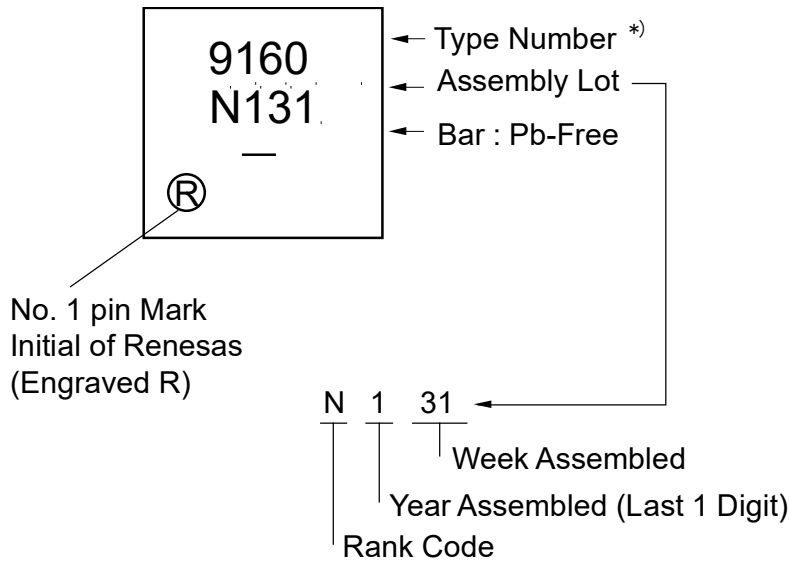 9160
N131
—
Ⓡ
Type Number *)
Assembly Lot
Bar : Pb-Free
No. 1 pin Mark
Initial of Renesas
(Engraved R)
N 1 31
Week Assembled
Year Assembled (Last 1 Digit)
Rank Code